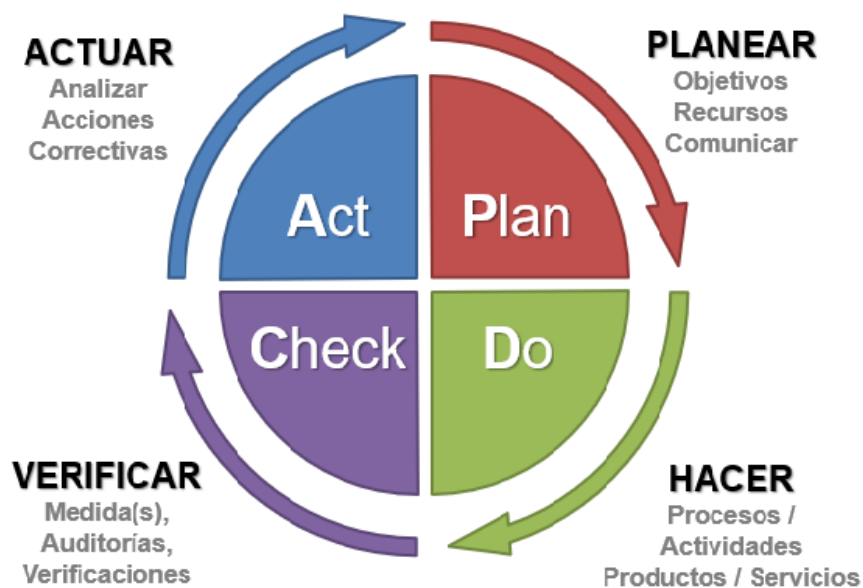 ACTUAR
Analizar
Acciones
Correctivas
PLANEAR
Objetivos
Recursos
Comunicar
Act
Plan
Check
Do
VERIFICAR
Medida(s),
Auditorías,
Verificaciones
HACER
Procesos /
Actividades
Productos / Servicios